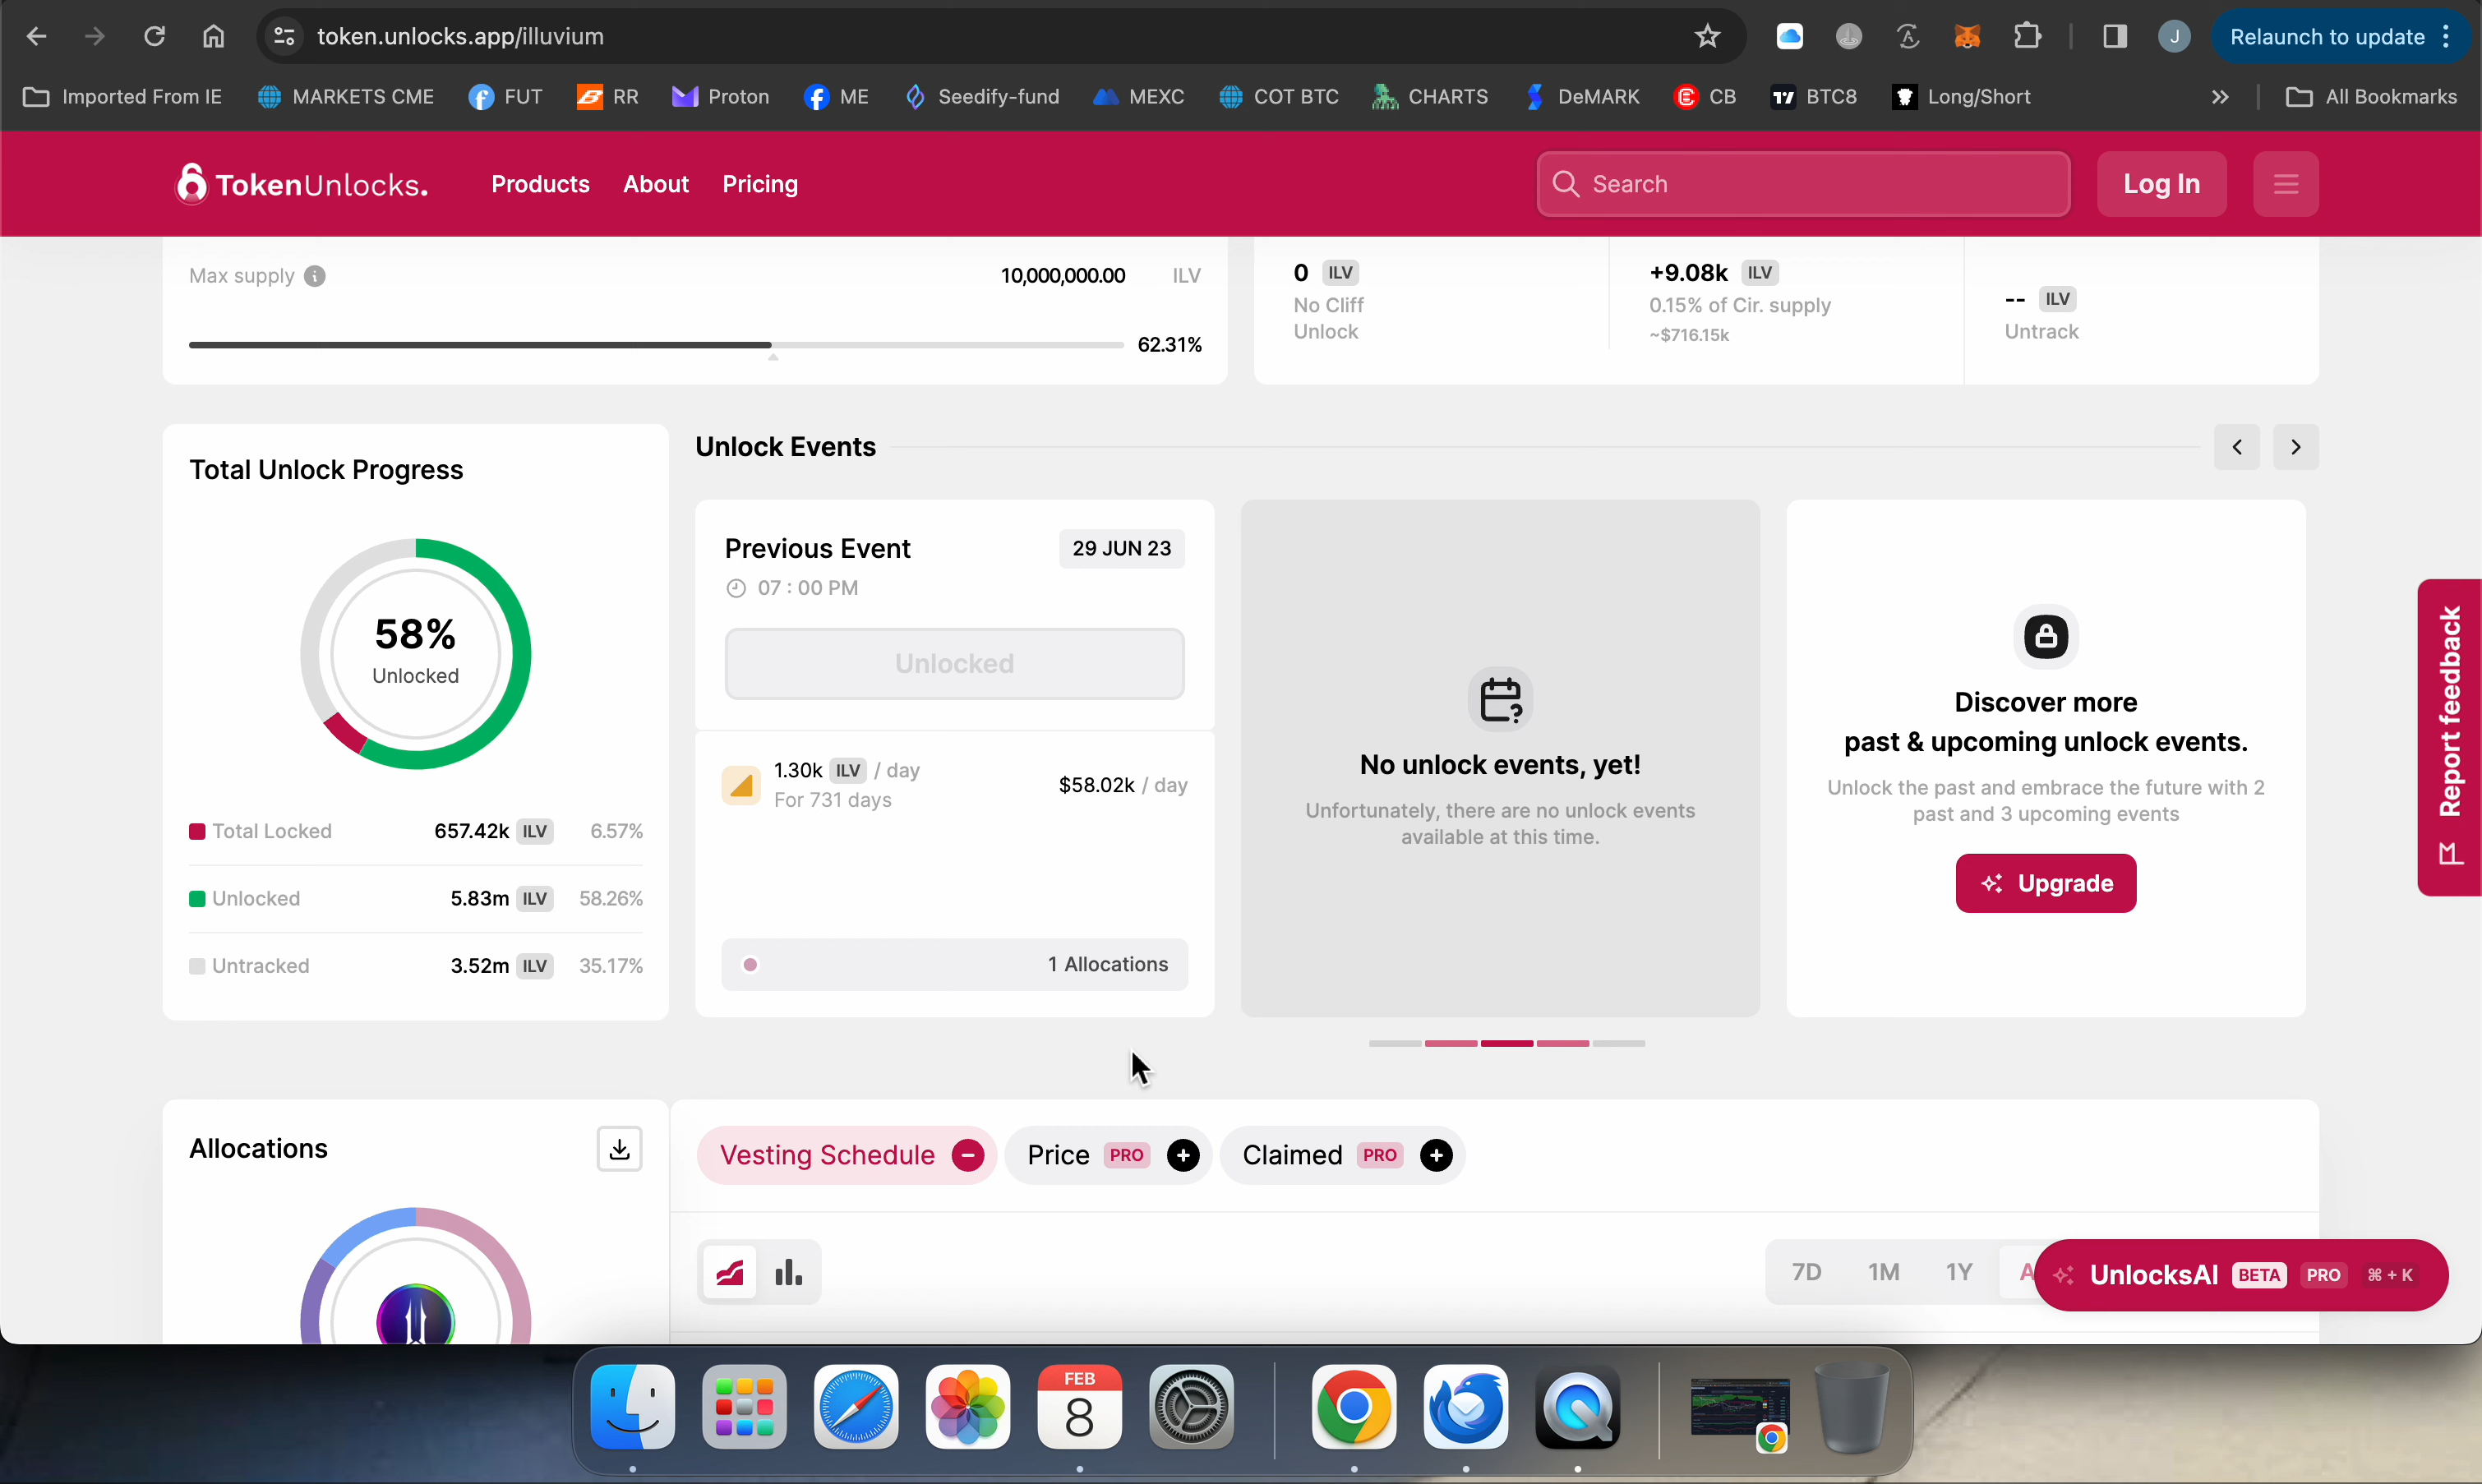 token.unlocks.app/illuvium
J
Relaunch to update
Imported From IE
MARKETS CME
FUT
RR
Proton
ME
Seedify-fund
MEXC
COT BTC
CHARTS
DeMARK
CB
BTC8
Long/Short
All Bookmarks
TokenUnlocks.
Products
About
Pricing
Search
Log In
Max supply
10,000,000.00 ILV
62.31%
0 ILV
No Cliff
Unlock
+9.08k ILV
0.15% of Cir. supply
~$716.15k
-- ILV
Untrack
Total Unlock Progress
58%
Unlocked
Total Locked 657.42k ILV 6.57%
Unlocked 5.83m ILV 58.26%
Untracked 3.52m ILV 35.17%
Unlock Events
Previous Event
29 JUN 23
07 : 00 PM
Unlocked
1.30k ILV / day
For 731 days
$58.02k / day
1 Allocations
No unlock events, yet!
Unfortunately, there are no unlock events
available at this time.
Discover more
past & upcoming unlock events.
Unlock the past and embrace the future with 2
past and 3 upcoming events
Upgrade
Report feedback
Allocations
Vesting Schedule
Price PRO
Claimed PRO
7D
1M
1Y
A
UnlocksAI BETA PRO ⌘ + K
FEB
8